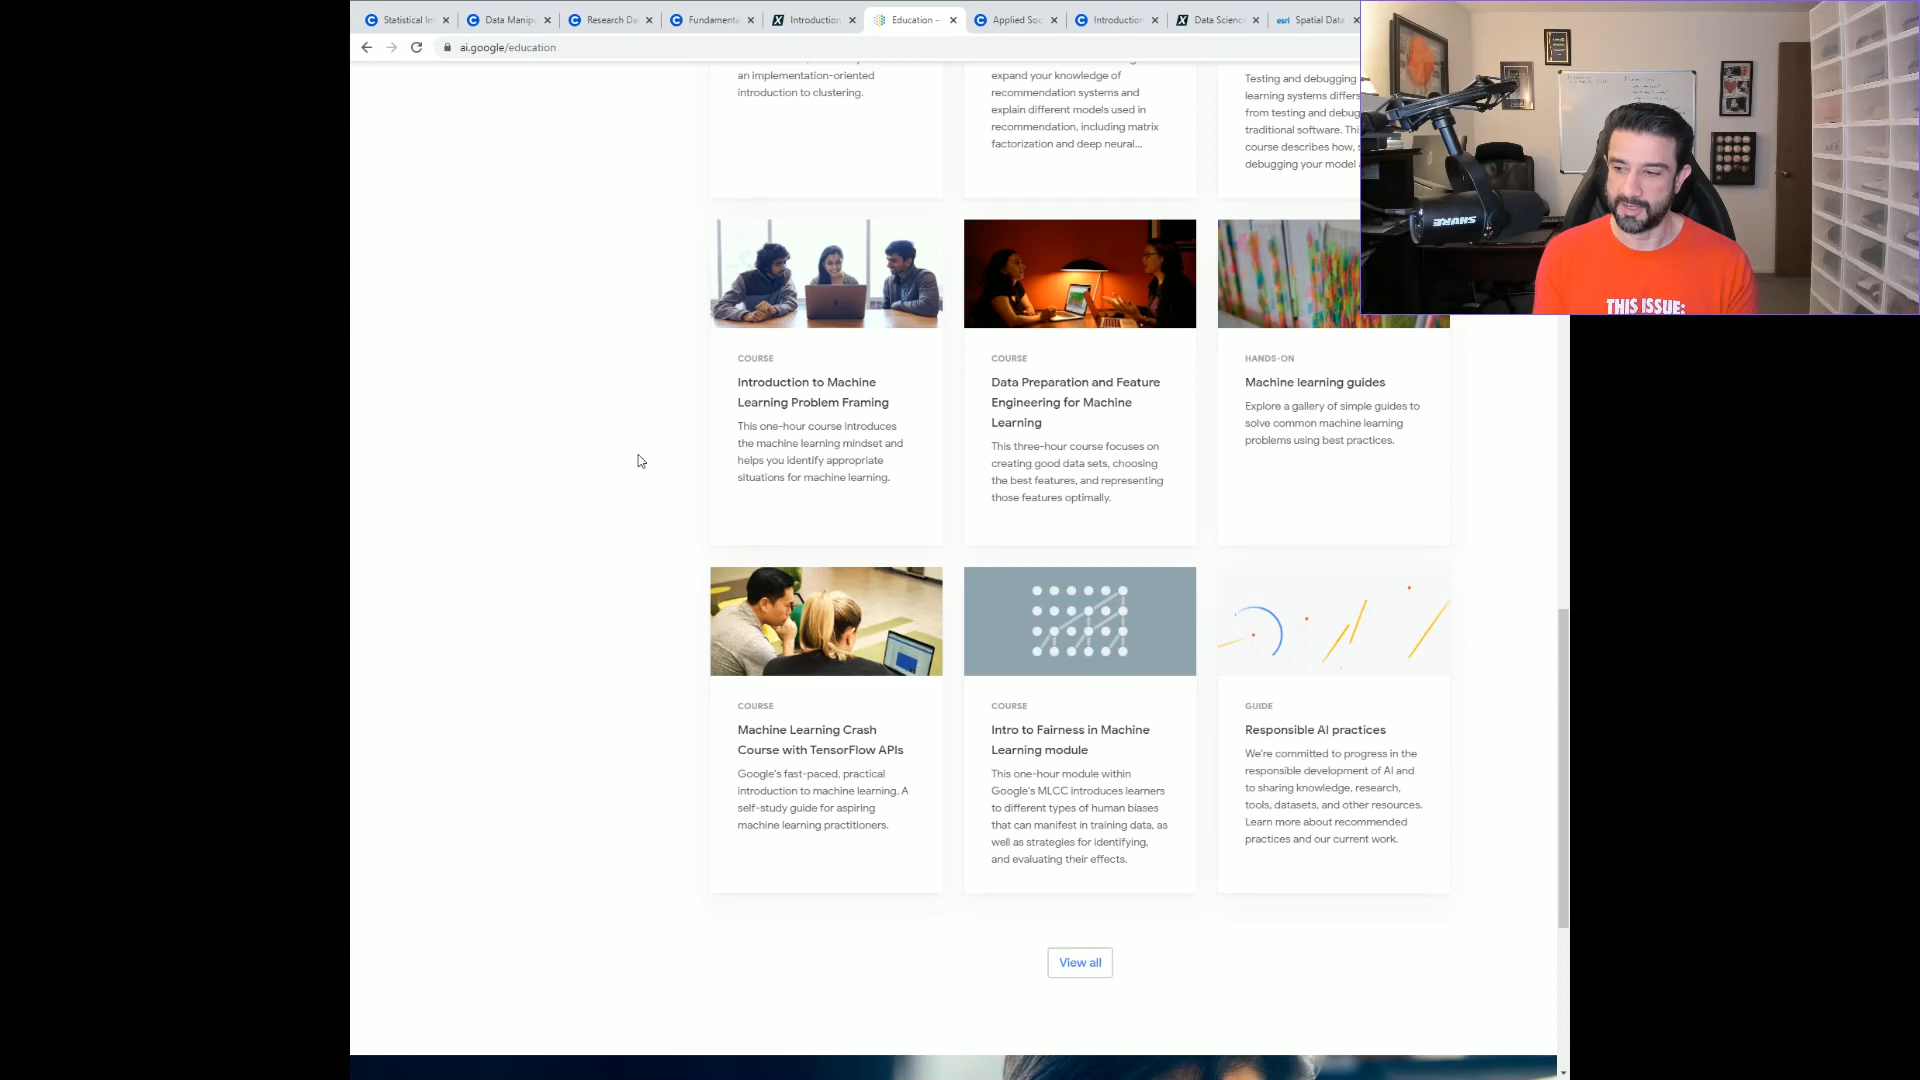 Statistical In
Data Manip
Research Da
Fundamenta
Introduction
Education –
Applied Soc
Introduction
Data Science
esri Spatial Data
ai.google/education
an implementation-oriented
introduction to clustering.
expand your knowledge of
recommendation systems and
explain different models used in
recommendation, including matrix
factorization and deep neural...
Testing and debugging
learning systems differs
from testing and debug
traditional software. Thi
course describes how, s
debugging your model
SHURE
THIS ISSUE:
COURSE
Introduction to Machine
Learning Problem Framing
This one-hour course introduces
the machine learning mindset and
helps you identify appropriate
situations for machine learning.
COURSE
Data Preparation and Feature
Engineering for Machine
Learning
This three-hour course focuses on
creating good data sets, choosing
the best features, and representing
those features optimally.
HANDS-ON
Machine learning guides
Explore a gallery of simple guides to
solve common machine learning
problems using best practices.
COURSE
Machine Learning Crash
Course with TensorFlow APIs
Google's fast-paced, practical
introduction to machine learning. A
self-study guide for aspiring
machine learning practitioners.
COURSE
Intro to Fairness in Machine
Learning module
This one-hour module within
Google's MLCC introduces learners
to different types of human biases
that can manifest in training data, as
well as strategies for identifying,
and evaluating their effects.
GUIDE
Responsible AI practices
We're committed to progress in the
responsible development of AI and
to sharing knowledge, research,
tools, datasets, and other resources.
Learn more about recommended
practices and our current work.
View all